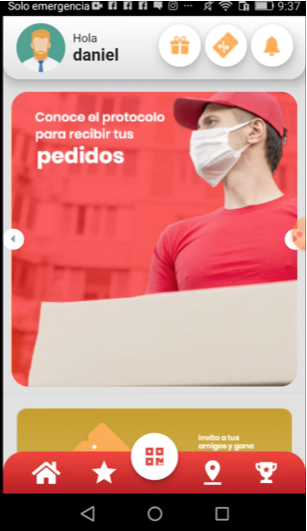 Solo emergencia
9:37
Hola
daniel
Conoce el protocolo
para recibir tus
pedidos
Invita a tus
amigos y gana